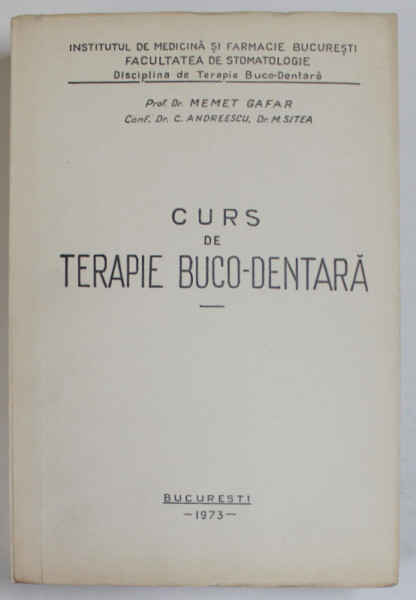 INSTITUTUL DE MEDICINĂ ȘI FARMACIE BUCUREȘTI
FACULTATEA DE STOMATOLOGIE
Disciplina de Terapie Buco-Dentară
Prof. Dr. MEMET GAFAR
Conf. Dr. C. ANDREESCU, Dr. M. SITEA
CURS
DE
TERAPIE BUCO-DENTARĂ
BUCUREȘTI
—1973—